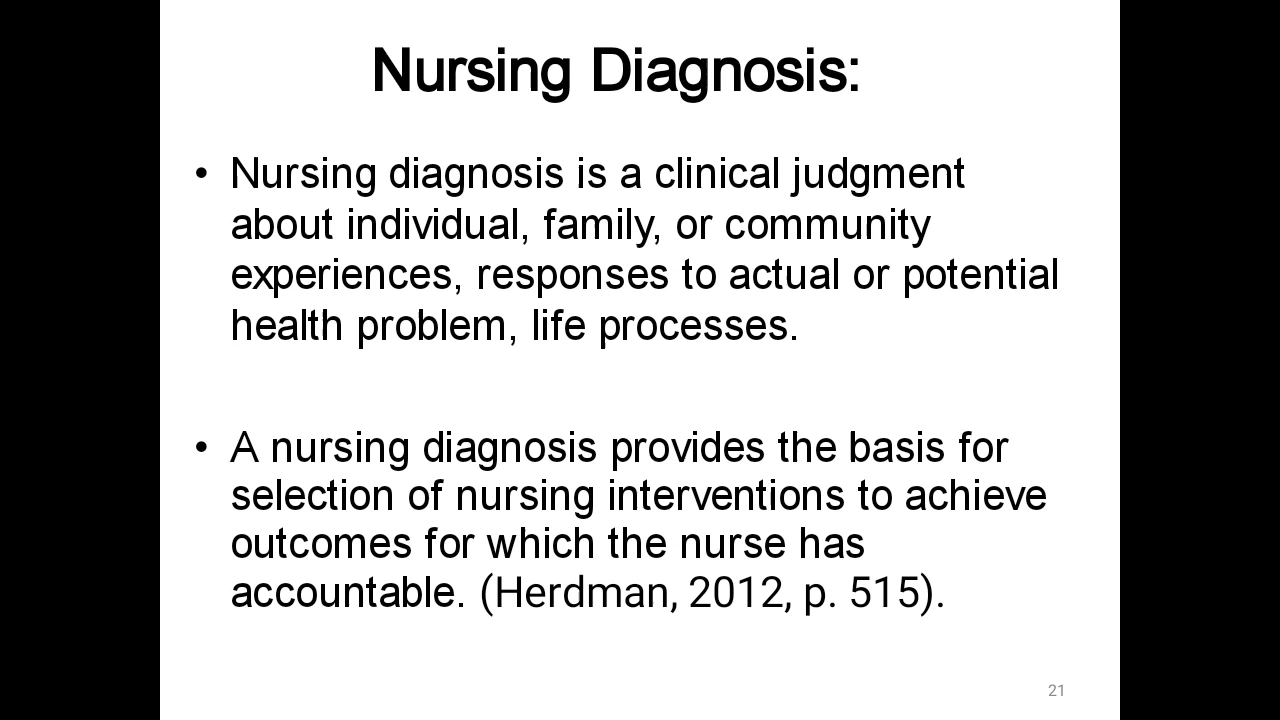 Nursing Diagnosis:
• Nursing diagnosis is a clinical judgment
about individual, family, or community
experiences, responses to actual or potential
health problem, life processes.
• A nursing diagnosis provides the basis for
selection of nursing interventions to achieve
outcomes for which the nurse has
accountable. (Herdman, 2012, p. 515).
21